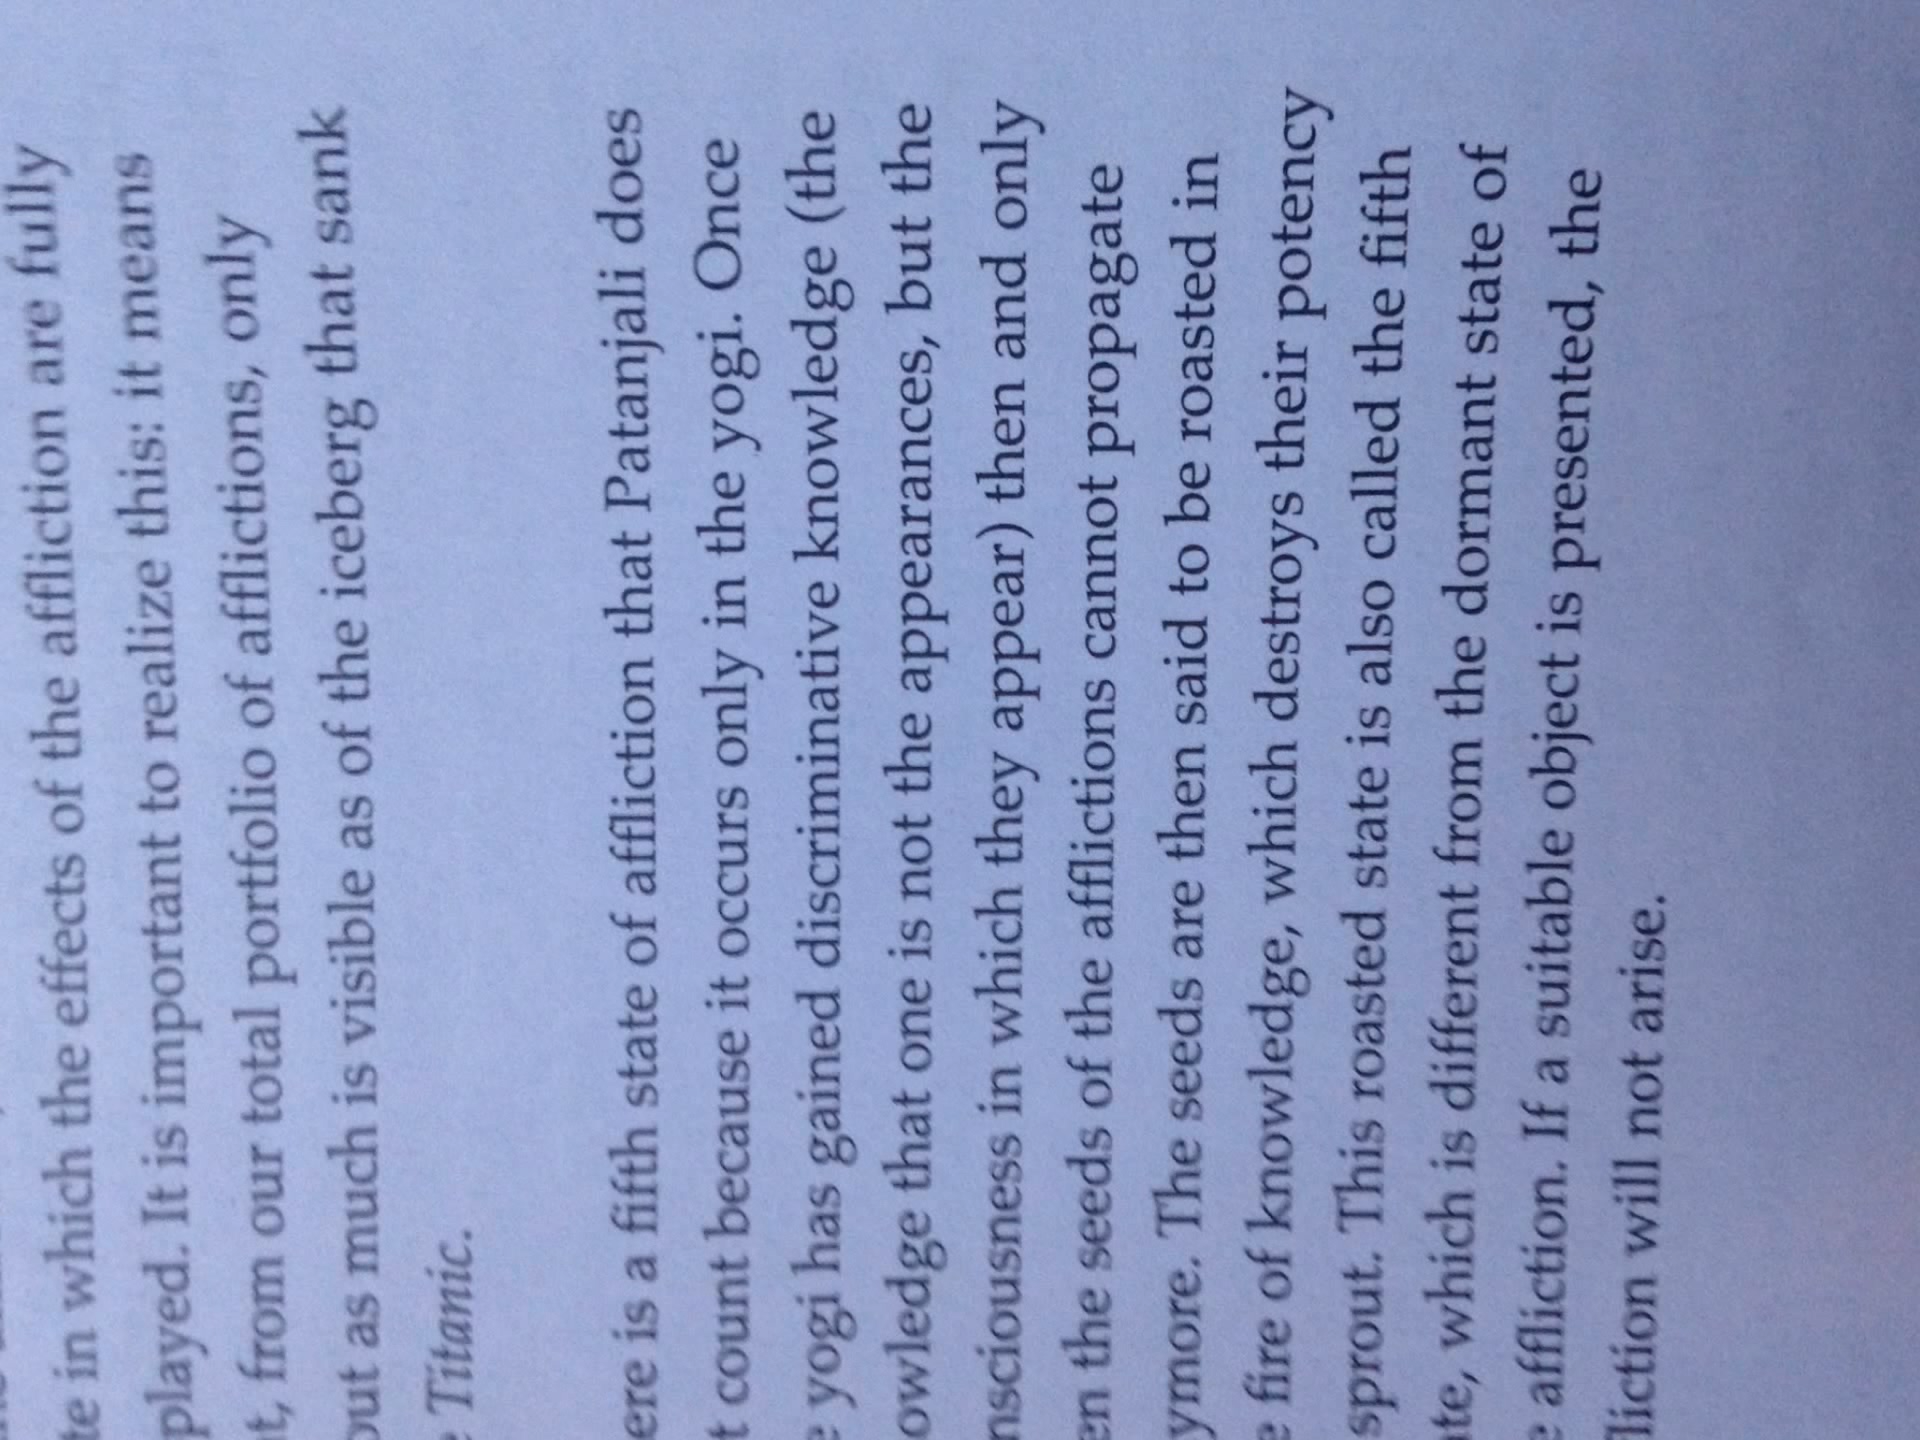 te in which the effects of the affliction are fully
played. It is important to realize this: it means
t, from our total portfolio of afflictions, only
out as much is visible as of the iceberg that sank
e Titanic.
ere is a fifth state of affliction that Patanjali does
t count because it occurs only in the yogi. Once
e yogi has gained discriminative knowledge (the
owledge that one is not the appearances, but the
nsciousness in which they appear) then and only
en the seeds of the afflictions cannot propagate
ymore. The seeds are then said to be roasted in
e fire of knowledge, which destroys their potency
sprout. This roasted state is also called the fifth
te, which is different from the dormant state of
e affliction. If a suitable object is presented, the
liction will not arise.